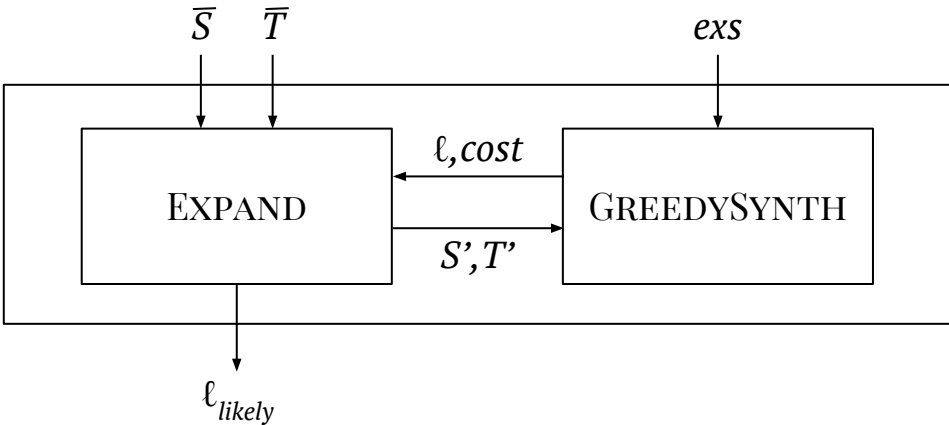 S̅ T̅ exs
ℓ,cost
EXPAND GREEDYSYNTH
S’,T’
ℓlikely